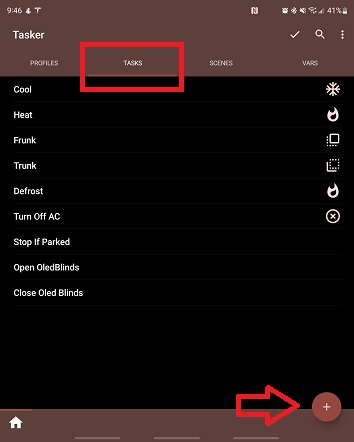 9:46
41%
Tasker
PROFILES TASKS SCENES VARS
Cool
Heat
Frunk
Trunk
Defrost
Turn Off AC
Stop If Parked
Open OledBlinds
Close Oled Blinds